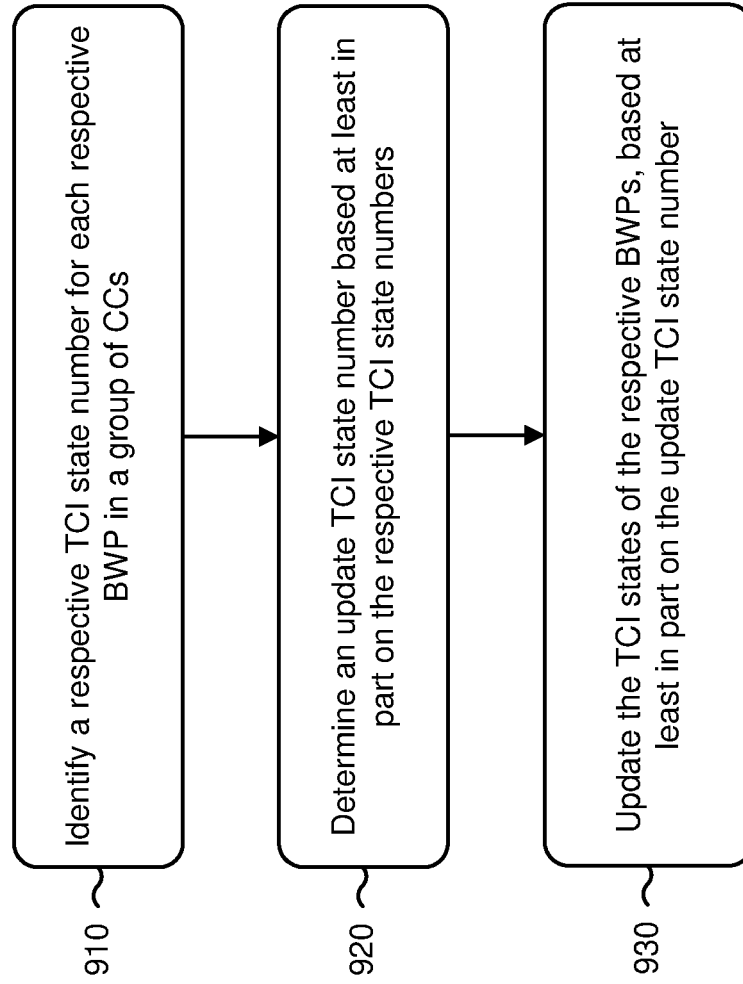 910
Identify a respective TCI state number for each respective
BWP in a group of CCs
920
Determine an update TCI state number based at least in
part on the respective TCI state numbers
930
Update the TCI states of the respective BWPs, based at
least in part on the update TCI state number